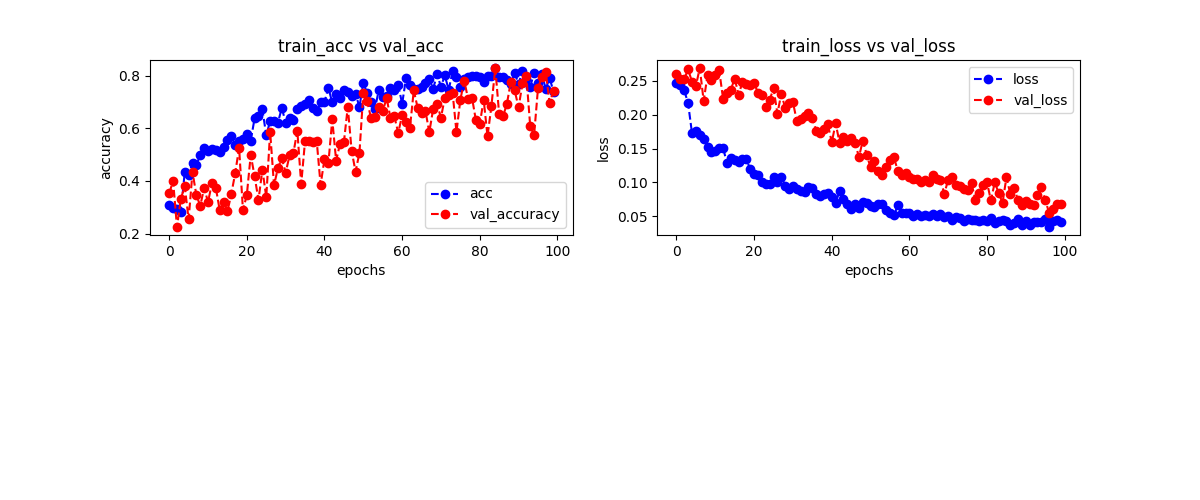 train_acc vs val_acc
accuracy
0.8
0.6
0.4
0.2
acc
val_accuracy
0 20 40 60 80 100
epochs
train_loss vs val_loss
loss
0.25
0.20
0.15
0.10
0.05
loss
val_loss
0 20 40 60 80 100
epochs